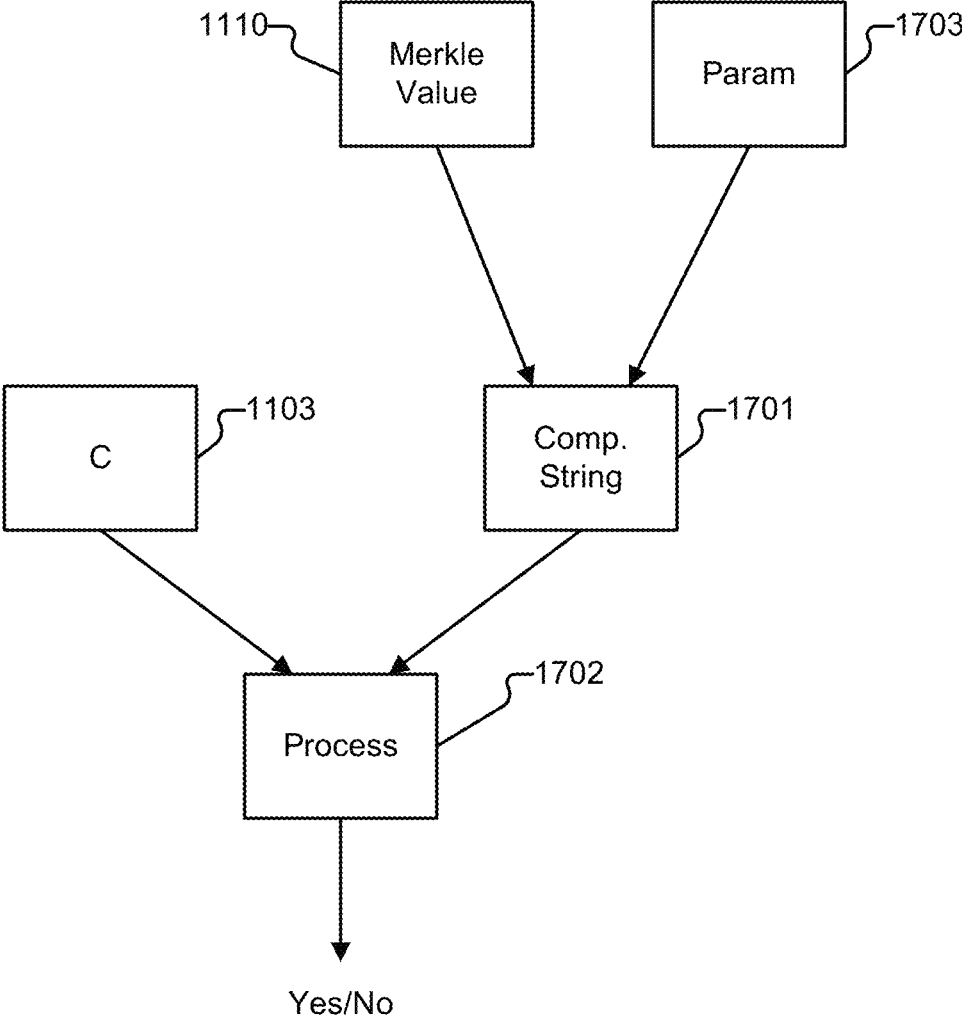 1110
Merkle
Value
Param
1703
C
1103
Comp.
String
1701
Process
1702
Yes/No